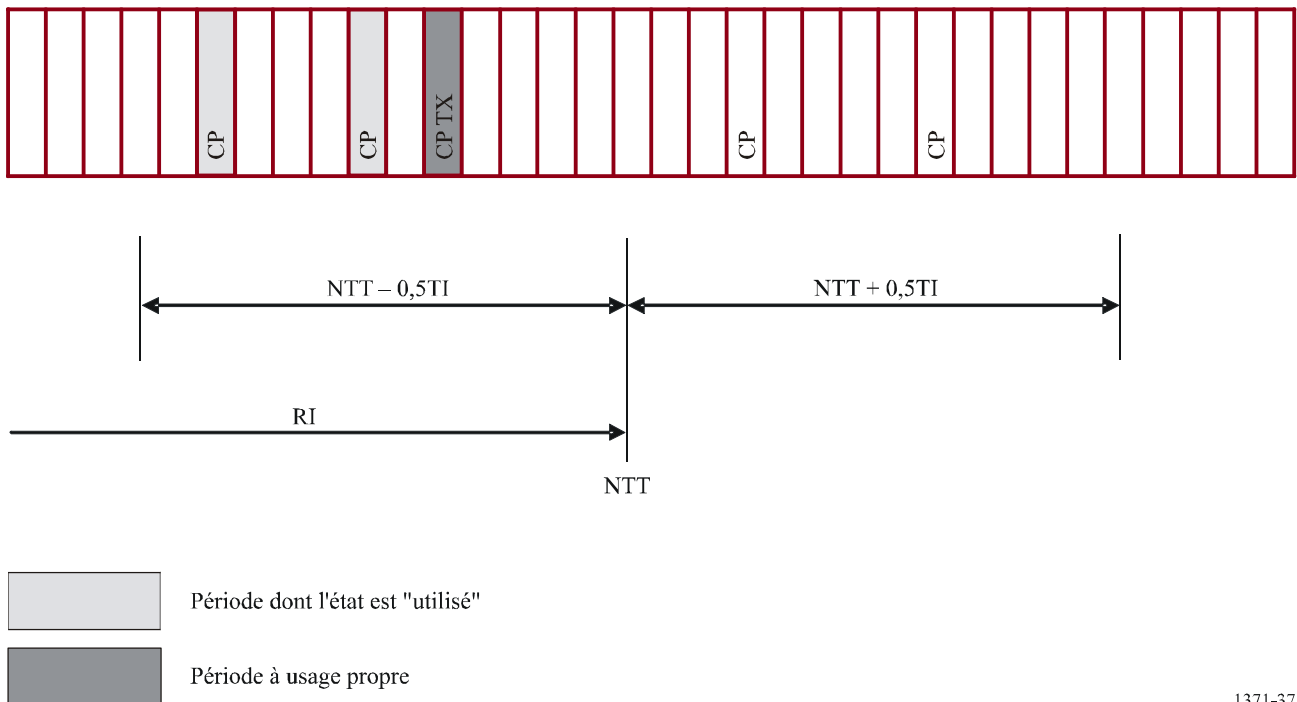 CP
CP
CP TX
CP
CP
NTT – 0,5TI
NTT + 0,5TI
RI
NTT
Période dont l'état est "utilisé"
Période à usage propre
1371-37